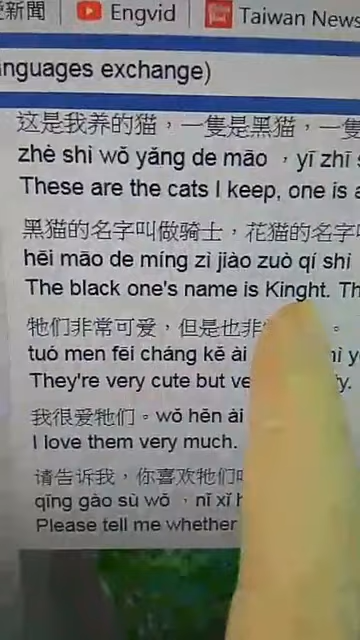 新聞 Engvid Taiwan News
anguages exchange)
这是我养的猫，一隻是黑猫，一隻
zhè shì wǒ yǎng de māo ，yī zhī
These are the cats I keep, one is a
黑猫的名字叫做骑士，花猫的名字
hēi māo de míng zi jiào zuò qí shì
The black one's name is Kinght. Th
牠们非常可爱，但是也非
tuó men fēi cháng kě ài
They're very cute but ve
我很爱牠们。wǒ hēn ài
I love them very much.
请告诉我，你喜欢牠们
qǐng gào sù wǒ ，nǐ xǐ h
Please tell me whether